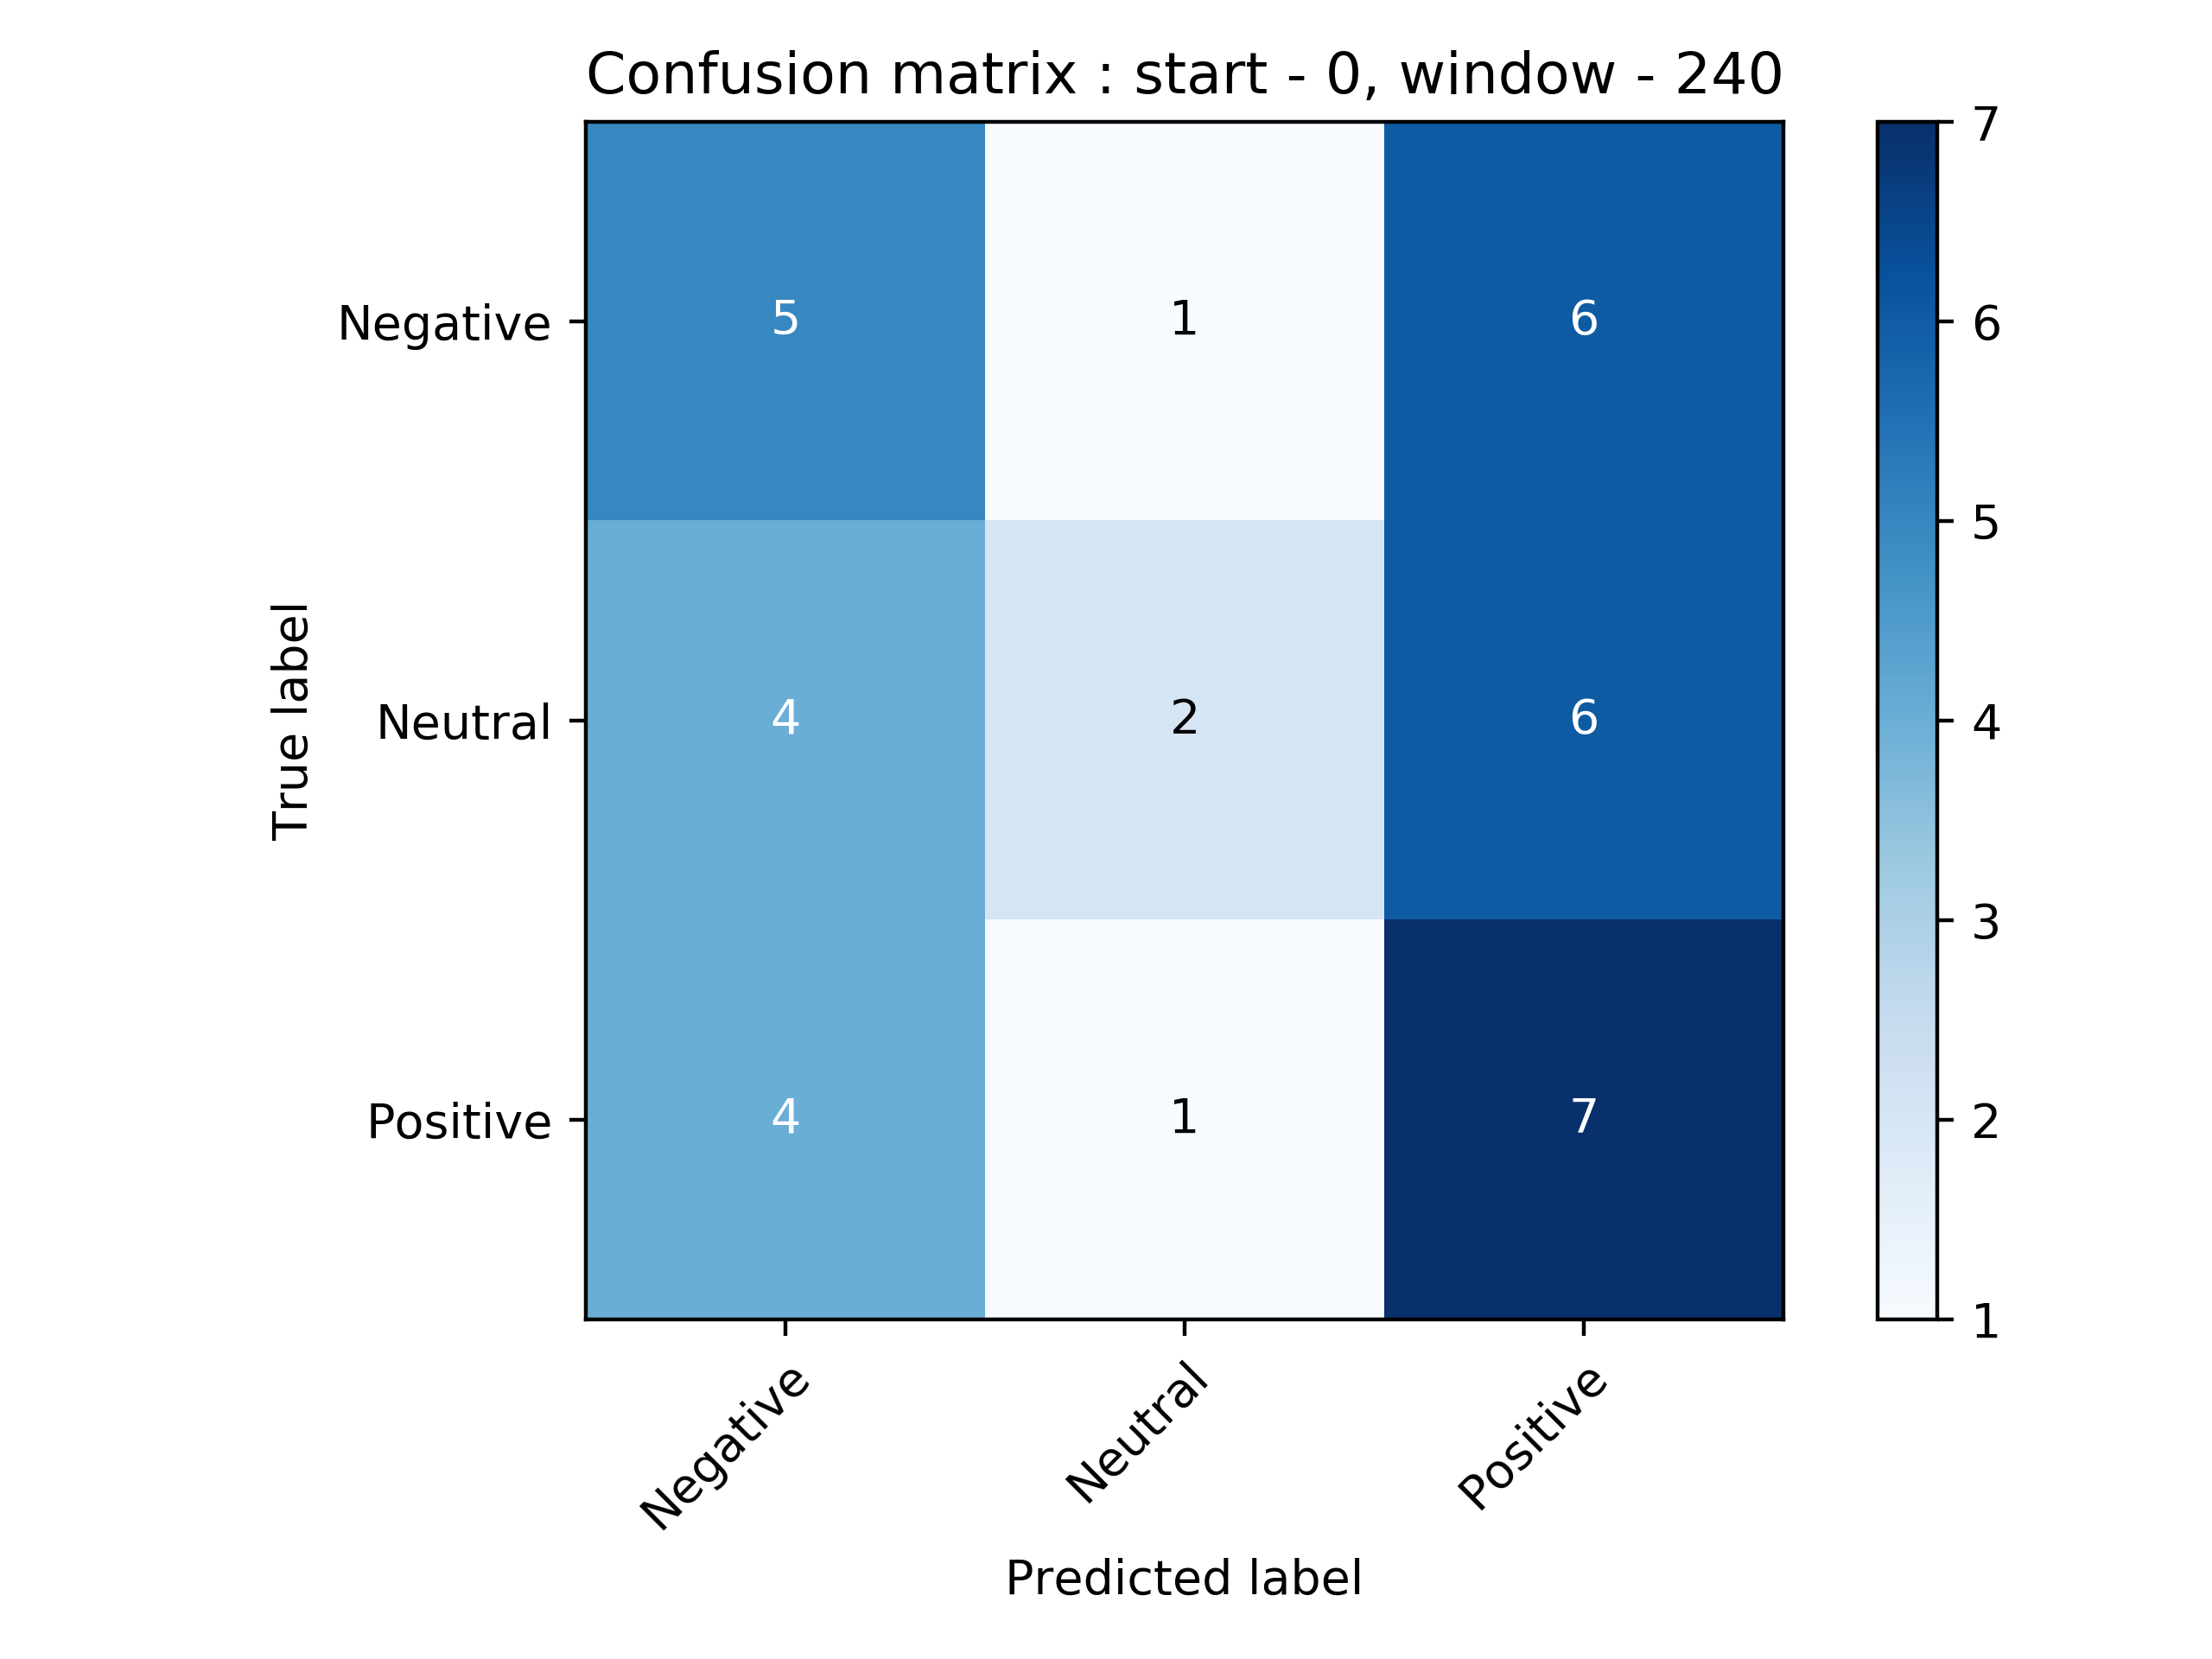 Confusion matrix : start - 0, window - 240
True label
Negative 5 1 6
Neutral 4 2 6
Positive 4 1 7
Negative Neutral Positive
Predicted label
7
6
5
4
3
2
1